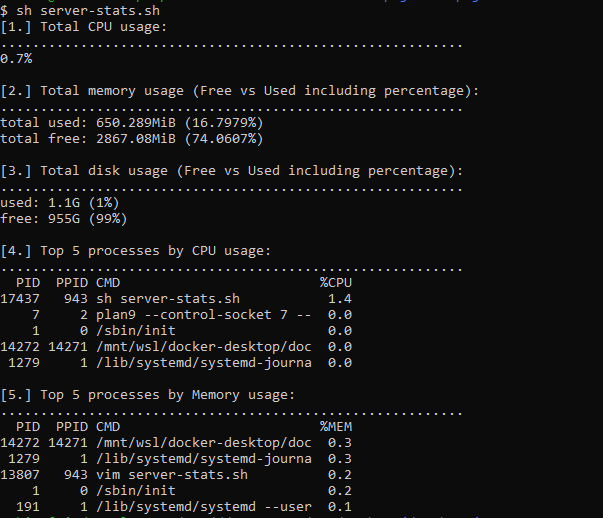 $ sh server-stats.sh
[1.] Total CPU usage:
..........................................................
0.7%
[2.] Total memory usage (Free vs Used including percentage):
..........................................................
total used: 650.289MiB (16.7979%)
total free: 2867.08MiB (74.0607%)
[3.] Total disk usage (Free vs Used including percentage):
..........................................................
used: 1.1G (1%)
free: 955G (99%)
[4.] Top 5 processes by CPU usage:
..........................................................
PID PPID CMD %CPU
17437 943 sh server-stats.sh 1.4
7 2 plan9 --control-socket 7 -- 0.0
1 0 /sbin/init 0.0
14272 14271 /mnt/wsl/docker-desktop/doc 0.0
1279 1 /lib/systemd/systemd-journa 0.0
[5.] Top 5 processes by Memory usage:
..........................................................
PID PPID CMD %MEM
14272 14271 /mnt/wsl/docker-desktop/doc 0.3
1279 1 /lib/systemd/systemd-journa 0.3
13807 943 vim server-stats.sh 0.2
1 0 /sbin/init 0.2
191 1 /lib/systemd/systemd --user 0.1